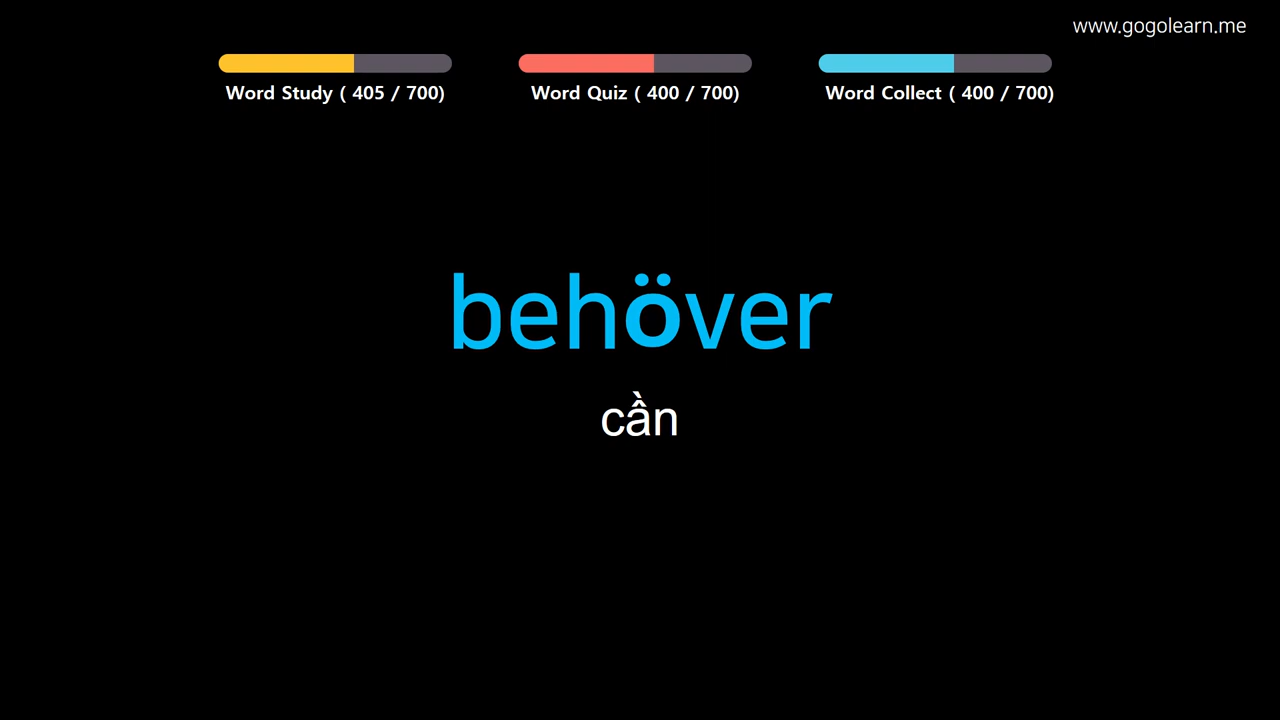 www.gogolearn.me
Word Study ( 405 / 700)
Word Quiz ( 400 / 700)
Word Collect ( 400 / 700)
behöver
cần